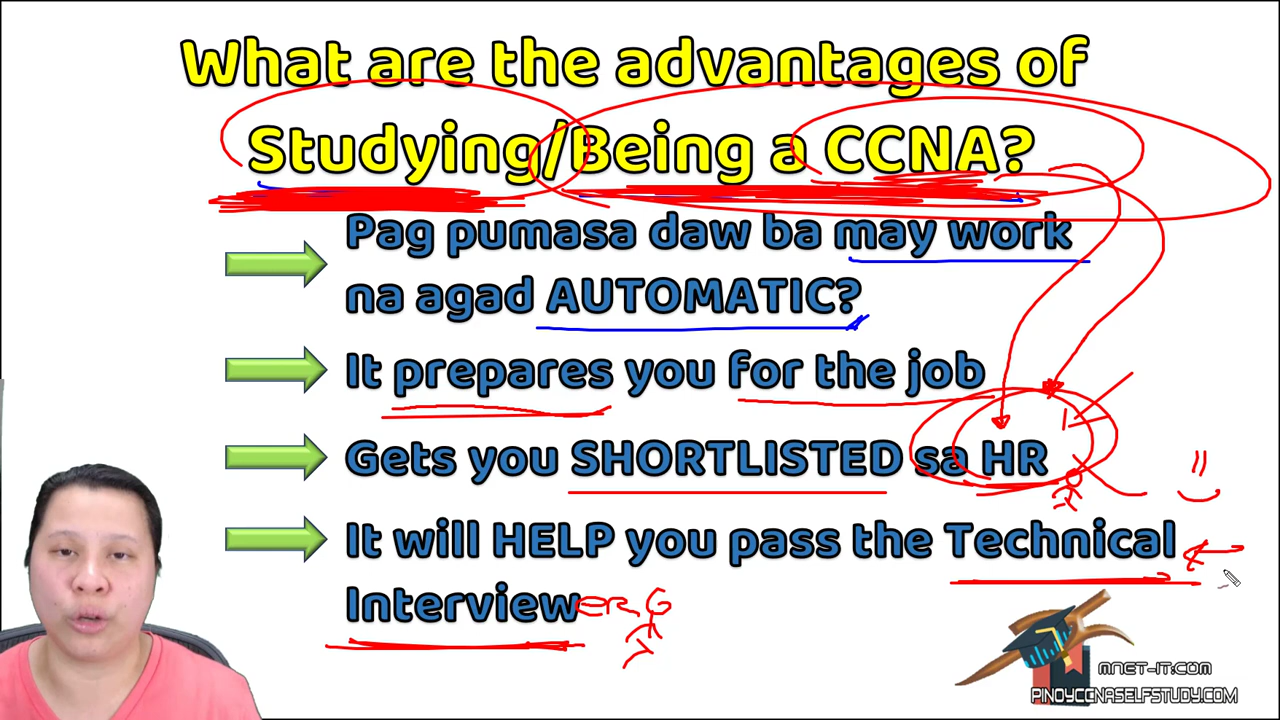 What are the advantages of
Studying/Being a CCNA?
Pag pumasa daw ba may work
na agad AUTOMATIC?
It prepares you for the job
Gets you SHORTLISTED sa HR
It will HELP you pass the Technical
Interviewer
MNET-IT.COM
PINOYCCNASELFSTUDY.COM